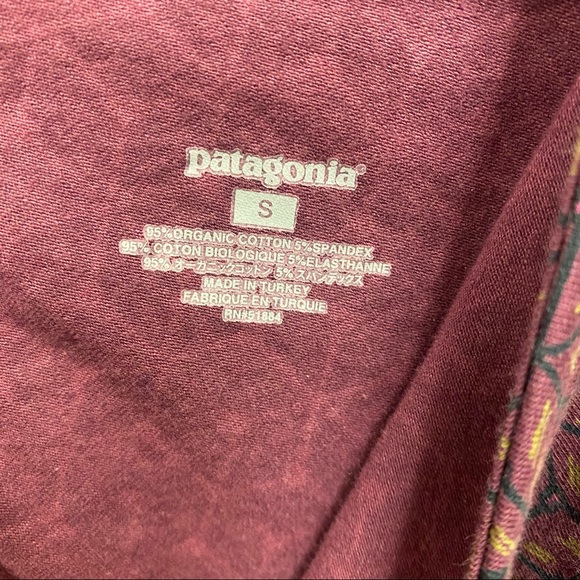 patagonia®
S
95%ORGANIC COTTON 5%SPANDEX
95% COTON BIOLOGIQUE 5%ELASTHANNE
95% オーガニックコットン 5% スパンデックス
MADE IN TURKEY
FABRIQUE EN TURQUIE
RN#51884